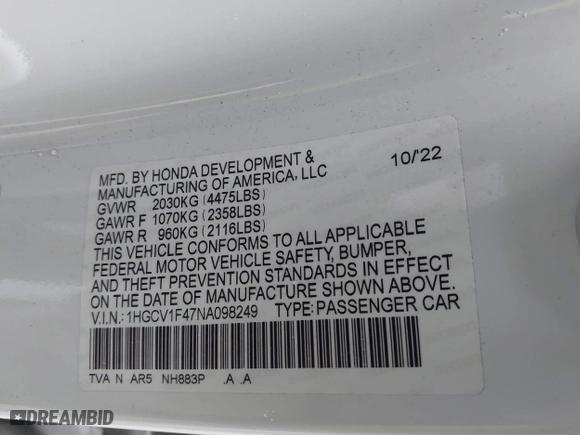 MFD. BY HONDA DEVELOPMENT & 10/'22
MANUFACTURING OF AMERICA, LLC
GVWR 2030KG (4475LBS)
GAWR F 1070KG (2358LBS)
GAWR R 960KG (2116LBS)
THIS VEHICLE CONFORMS TO ALL APPLICABLE
FEDERAL MOTOR VEHICLE SAFETY, BUMPER,
AND THEFT PREVENTION STANDARDS IN EFFECT
ON THE DATE OF MANUFACTURE SHOWN ABOVE.
V.I.N.: 1HGCV1F47NA098249 TYPE: PASSENGER CAR
TVA N AR5 NH883P .A .A
DREAMBID